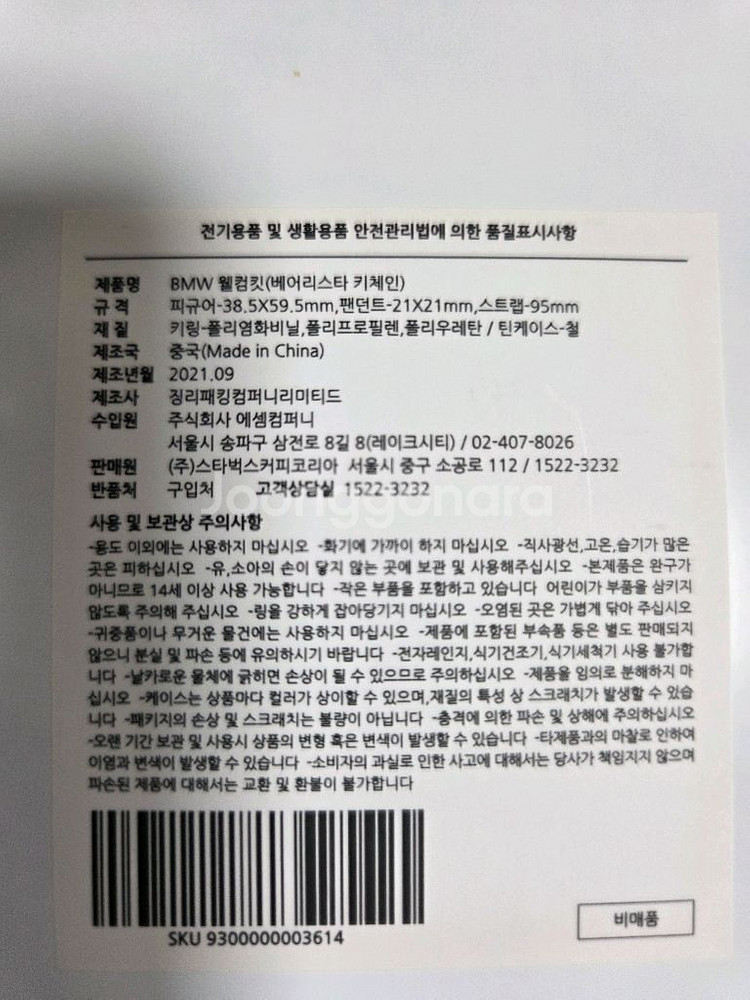 전기용품 및 생활용품 안전관리법에 의한 품질표시사항
제품명 BMW 웰컴킷(베어리스타 키체인)
규 격 피규어-38.5X59.5mm,팬던트-21X21mm,스트랩-95mm
재 질 키링-폴리염화비닐,폴리프로필렌,폴리우레탄 / 틴케이스-철
제조국 중국(Made in China)
제조년월 2021.09
제조사 징리패킹컴퍼니리미티드
수입원 주식회사 에셈컴퍼니
서울시 송파구 삼전로 8길 8(레이크시티) / 02-407-8026
판매원 (주)스타벅스커피코리아 서울시 중구 소공로 112 / 1522-3232
반품처 구입처 고객상담실 1522-3232
Joonggonara
사용 및 보관상 주의사항
-용도 이외에는 사용하지 마십시오 -화기에 가까이 하지 마십시오 -직사광선,고온,습기가 많은
곳은 피하십시오 -유,소아의 손이 닿지 않는 곳에 보관 및 사용해주십시오 -본제품은 완구가
아니므로 14세 이상 사용 가능합니다 -작은 부품을 포함하고 있습니다 어린이가 부품을 삼키지
않도록 주의해 주십시오 -링을 강하게 잡아당기지 마십시오 -오염된 곳은 가볍게 닦아 주십시오
-귀중품이나 무거운 물건에는 사용하지 마십시오 -제품에 포함된 부속품 등은 별도 판매되지
않으니 분실 및 파손 등에 유의하시기 바랍니다 -전자레인지,식기건조기,식기세척기 사용 불가합
니다 -날카로운 물체에 긁히면 손상이 될 수 있으므로 주의하십시오 -제품을 임의로 분해하지 마
십시오 -케이스는 상품마다 컬러가 상이할 수 있으며,재질의 특성 상 스크래치가 발생할 수 있습
니다 -패키지의 손상 및 스크래치는 불량이 아닙니다 -충격에 의한 파손 및 상해에 주의하십시오
-오랜 기간 보관 및 사용시 상품의 변형 혹은 변색이 발생할 수 있습니다 -타제품과의 마찰로 인하여
이염과 변색이 발생할 수 있습니다 -소비자의 과실로 인한 사고에 대해서는 당사가 책임지지 않으며
파손된 제품에 대해서는 교환 및 환불이 불가합니다
SKU 9300000003614
비매품